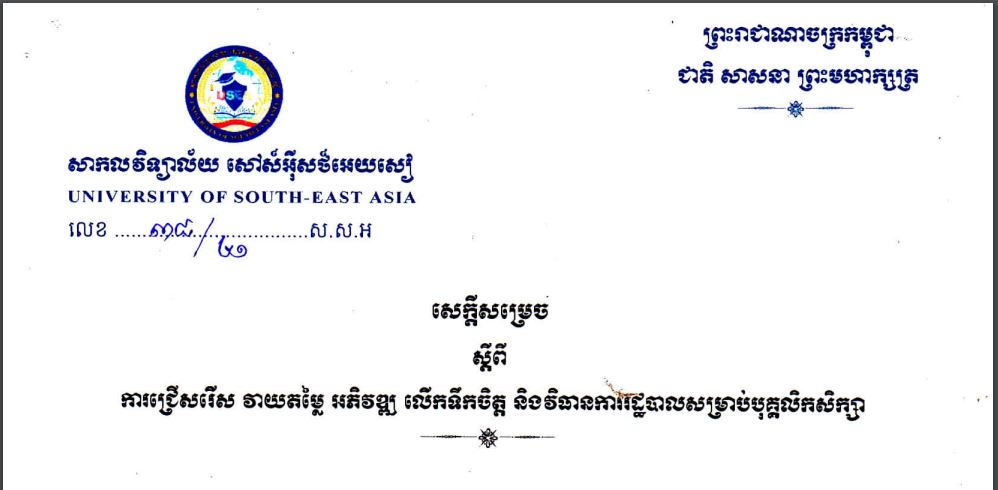 ព្រះរាជាណាចក្រកម្ពុជា
ជាតិ សាសនា ព្រះមហាក្សត្រ
USEA
សាកលវិទ្យាល័យ សៅស៍អ៊ីសថ៍អេយសៀ
UNIVERSITY OF SOUTH-EAST ASIA
លេខ ....៣៨/២១....ស.ស.អ
សេក្តីសម្រេច
ស្តីពី
ការជ្រើសរើស វាយតម្លៃ អភិវឌ្ឍ លើកទឹកចិត្ត និងវិធានការរដ្ឋបាលសម្រាប់បុគ្គលិកសិក្សា